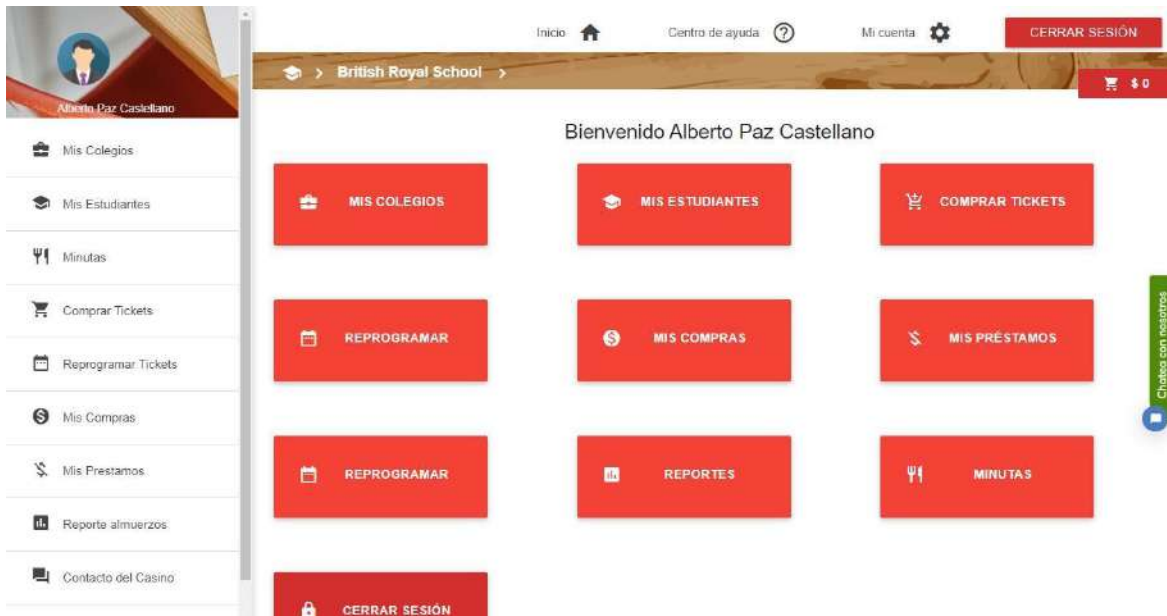 Inicio Centro de ayuda Mi cuenta CERRAR SESIÓN
British Royal School
$ 0
Alberto Paz Castellano
Mis Colegios
Mis Estudiantes
Minutas
Comprar Tickets
Reprogramar Tickets
Mis Compras
Mis Prestamos
Reporte almuerzos
Contacto del Casino
Bienvenido Alberto Paz Castellano
MIS COLEGIOS MIS ESTUDIANTES COMPRAR TICKETS
REPROGRAMAR MIS COMPRAS MIS PRÉSTAMOS
REPROGRAMAR REPORTES MINUTAS
CERRAR SESIÓN
Chatea con nosotros